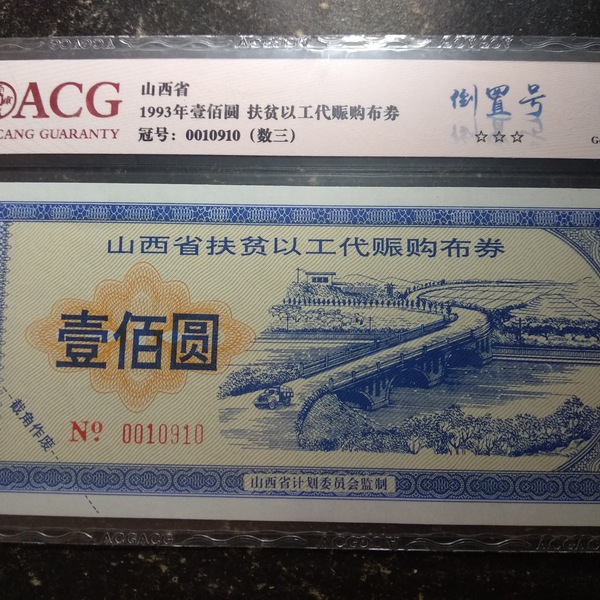 ACG
CANG GUARANTY
山西省
1993年壹佰圆 扶贫以工代赈购布券
冠号: 0010910 (数三)
倒置号
☆☆☆
山西省扶贫以工代赈购布券
壹佰圆
Nº 0010910
截角作废
山西省计划委员会监制
ACGACG